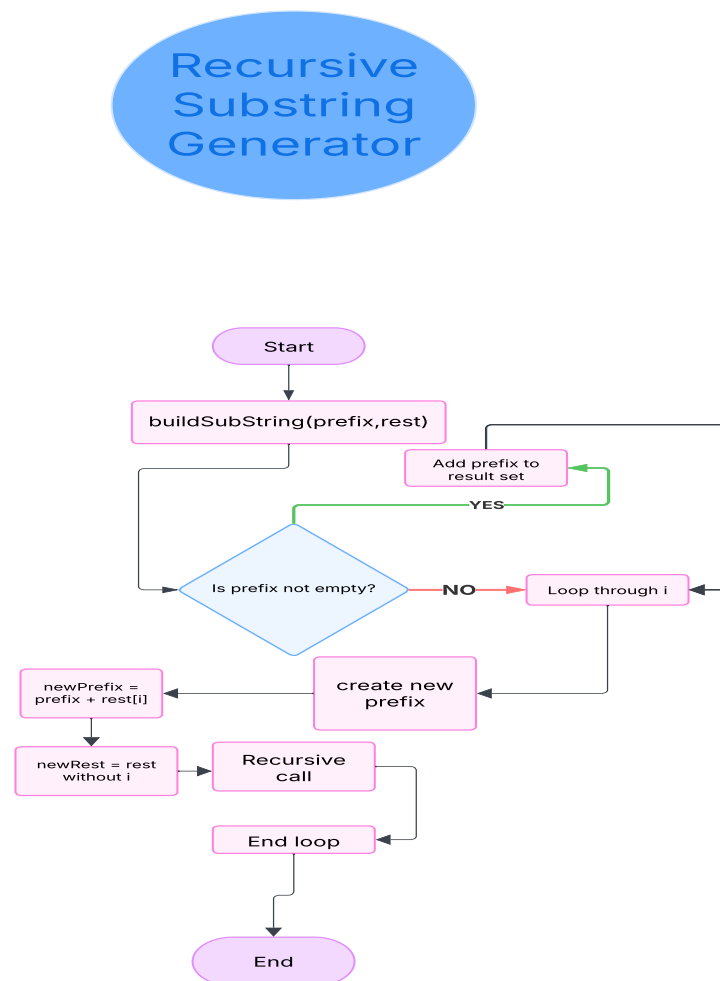 Recursive
Substring
Generator
Start
buildSubString(prefix,rest)
Add prefix to
result set
YES
Is prefix not empty?
NO
Loop through i
create new
prefix
newPrefix =
prefix + rest[i]
newRest = rest
without i
Recursive
call
End loop
End